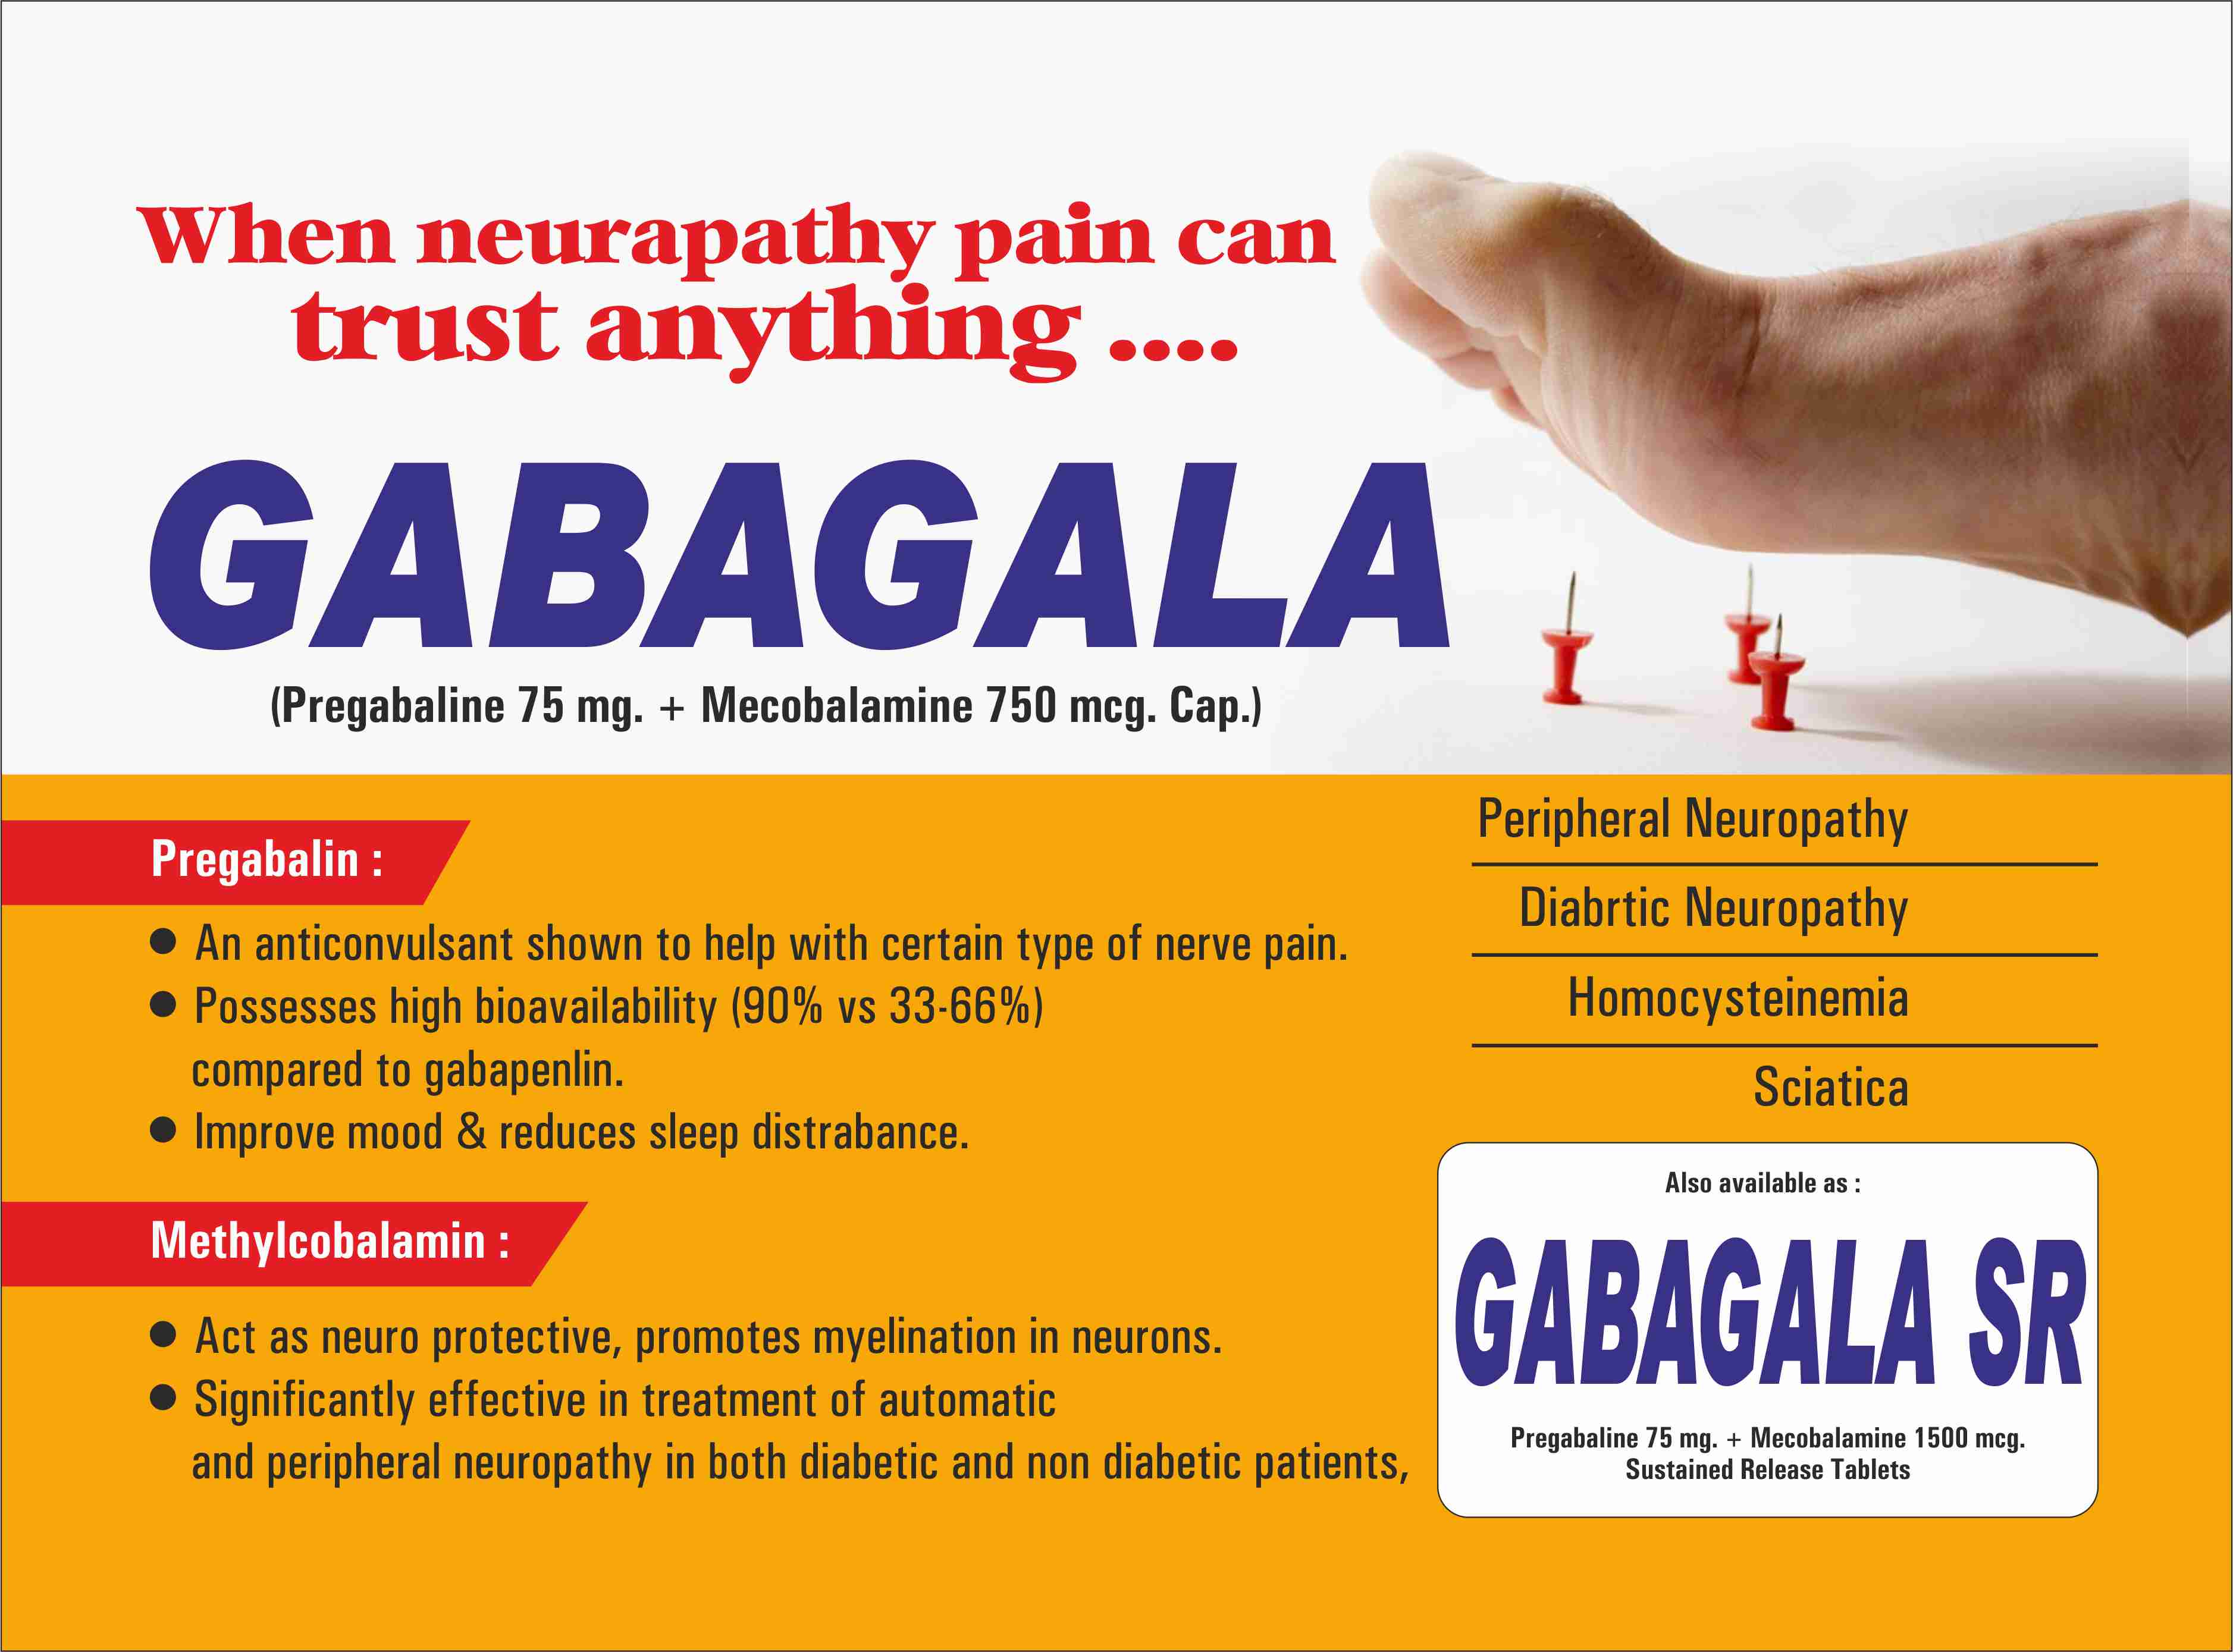 When neurapathy pain can
trust anything ....
GABAGALA
(Pregabaline 75 mg. + Mecobalamine 750 mcg. Cap.)
Pregabalin :
● An anticonvulsant shown to help with certain type of nerve pain.
● Possesses high bioavailability (90% vs 33-66%)
compared to gabapenlin.
● Improve mood & reduces sleep distrabance.
Methylcobalamin :
● Act as neuro protective, promotes myelination in neurons.
● Significantly effective in treatment of automatic
and peripheral neuropathy in both diabetic and non diabetic patients,
Peripheral Neuropathy
Diabrtic Neuropathy
Homocysteinemia
Sciatica
Also available as :
GABAGALA SR
Pregabaline 75 mg. + Mecobalamine 1500 mcg.
Sustained Release Tablets